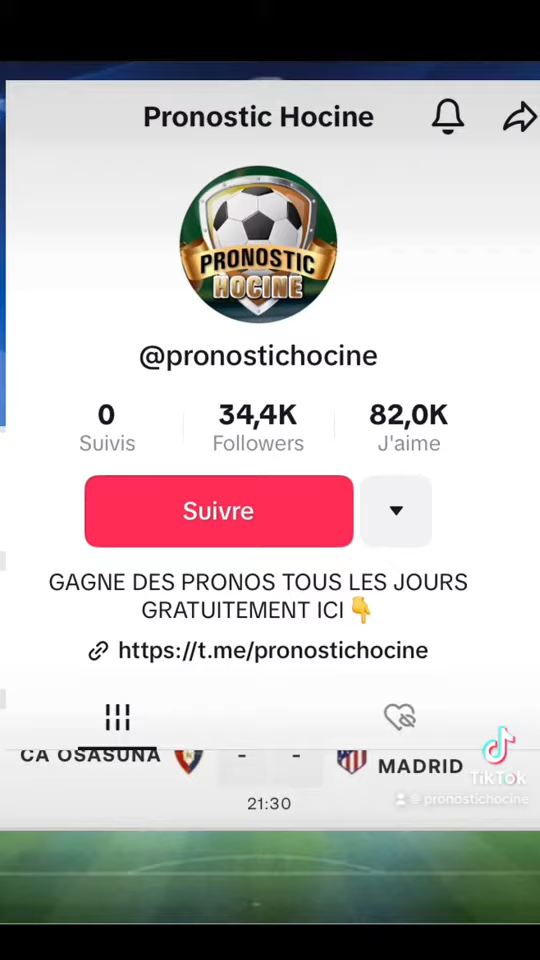 Pronostic Hocine
PRONOSTIC
HOCINE
@pronostichocine
0 34,4K 82,0K
Suivis Followers J'aime
Suivre
GAGNE DES PRONOS TOUS LES JOURS
GRATUITEMENT ICI 👇
https://t.me/pronostichocine
CA OSASUNA - - MADRID
21:30
TikTok
@pronostichocine